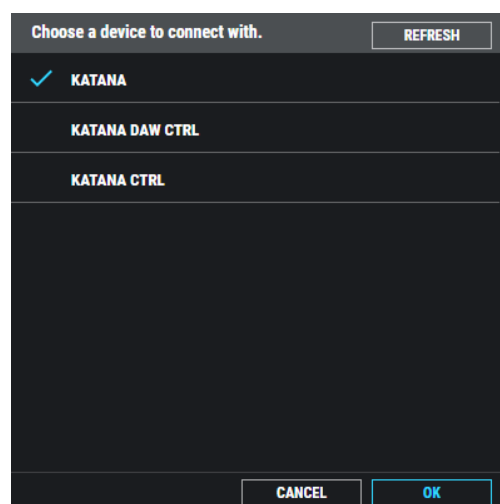 Choose a device to connect with.
REFRESH
KATANA
KATANA DAW CTRL
KATANA CTRL
CANCEL
OK